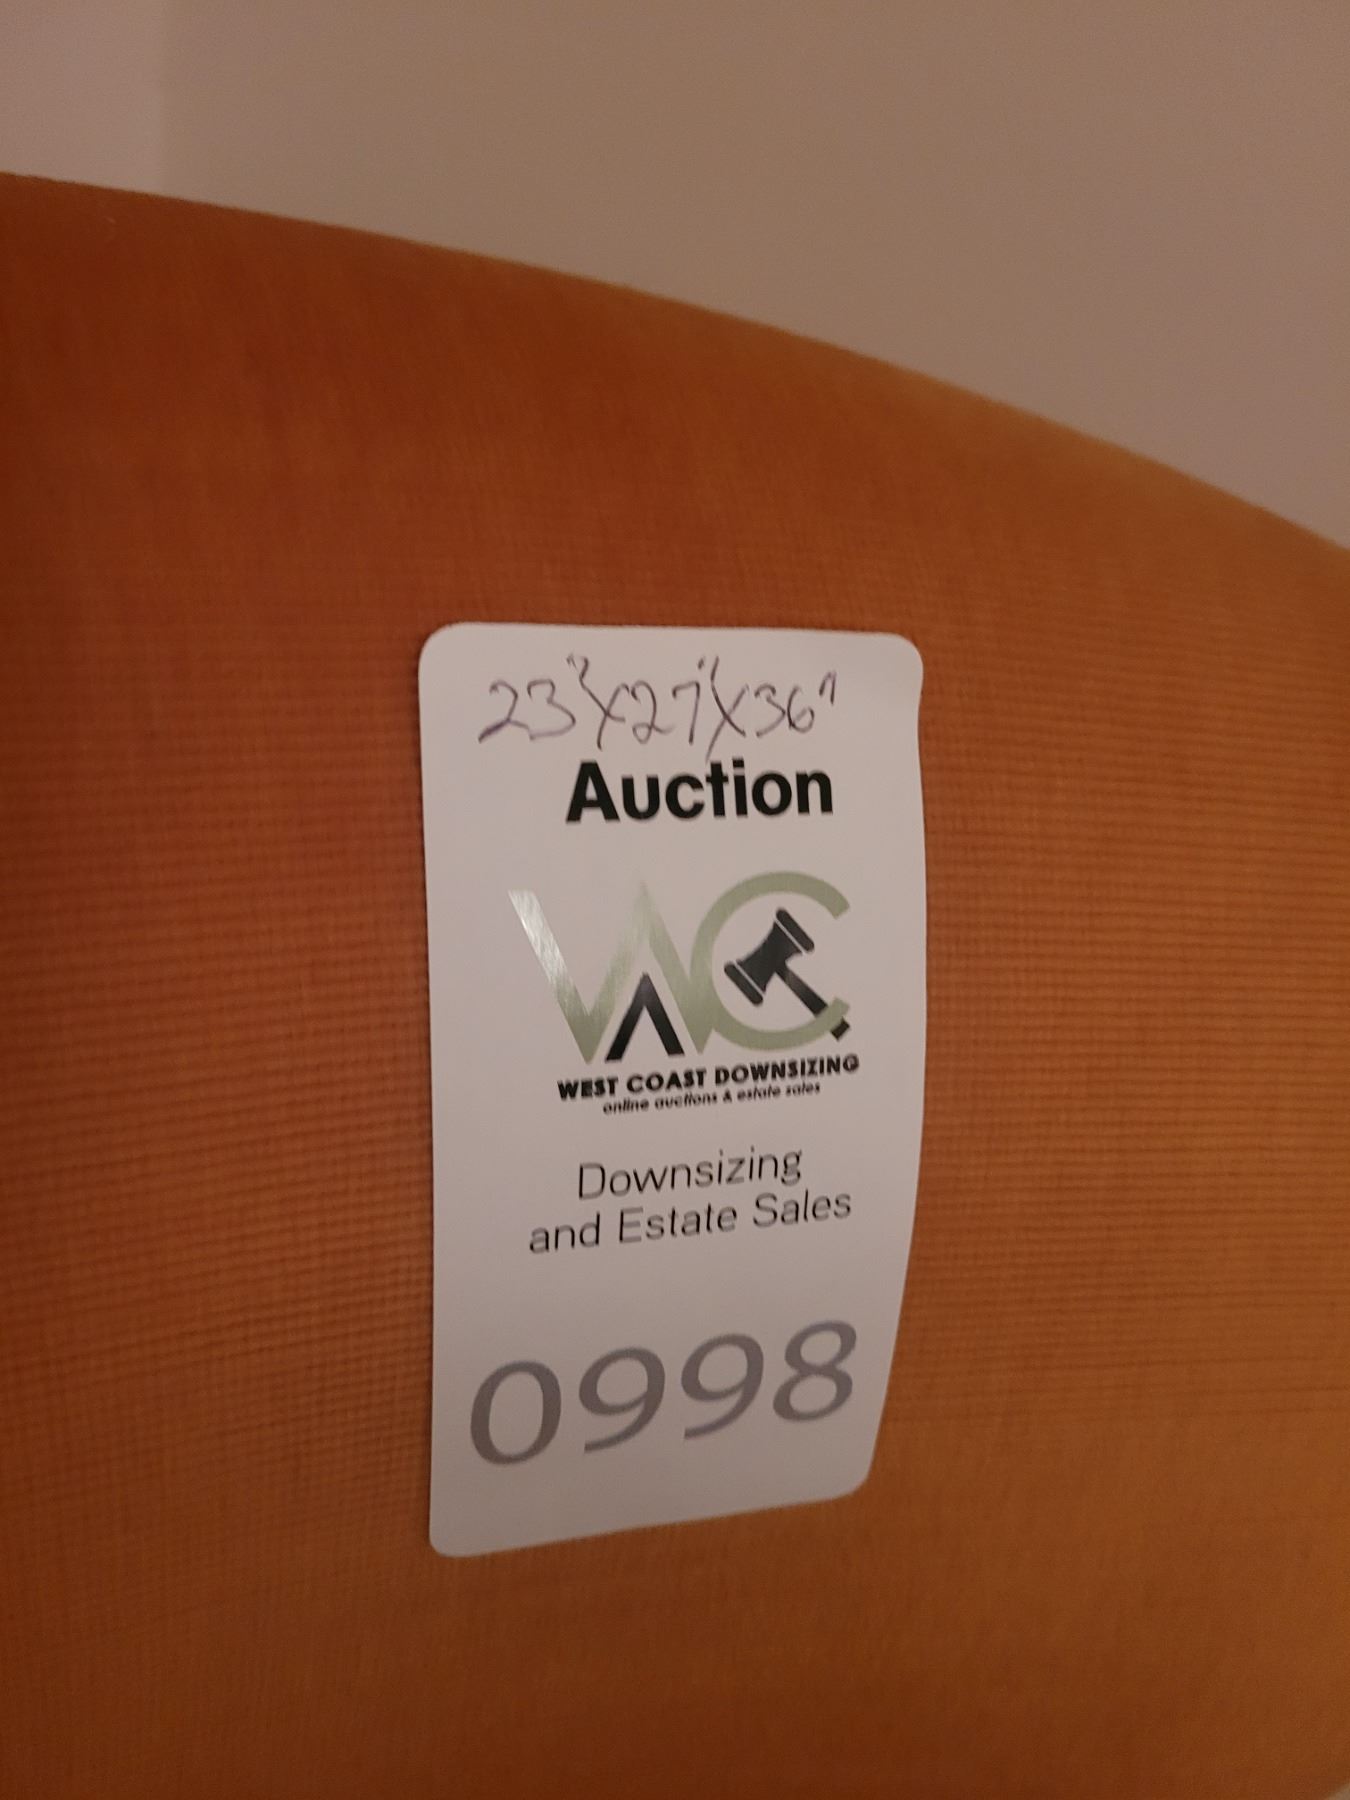 23"x27"x36"
Auction
WC
WEST COAST DOWNSIZING
online auctions & estate sales
Downsizing
and Estate Sales
0998